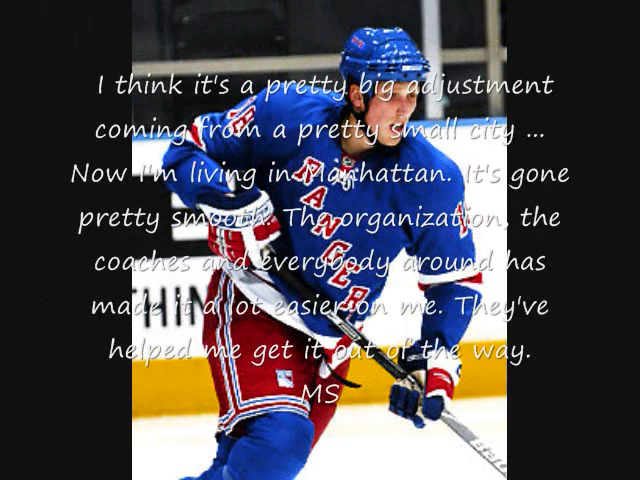 I think it's a pretty big adjustment
coming from a pretty small city ...
Now I'm living in Manhattan. It's gone
pretty smooth. The organization, the
coaches and everybody around has
made it a lot easier on me. They've
helped me get it out of the way.
MS
RANGERS